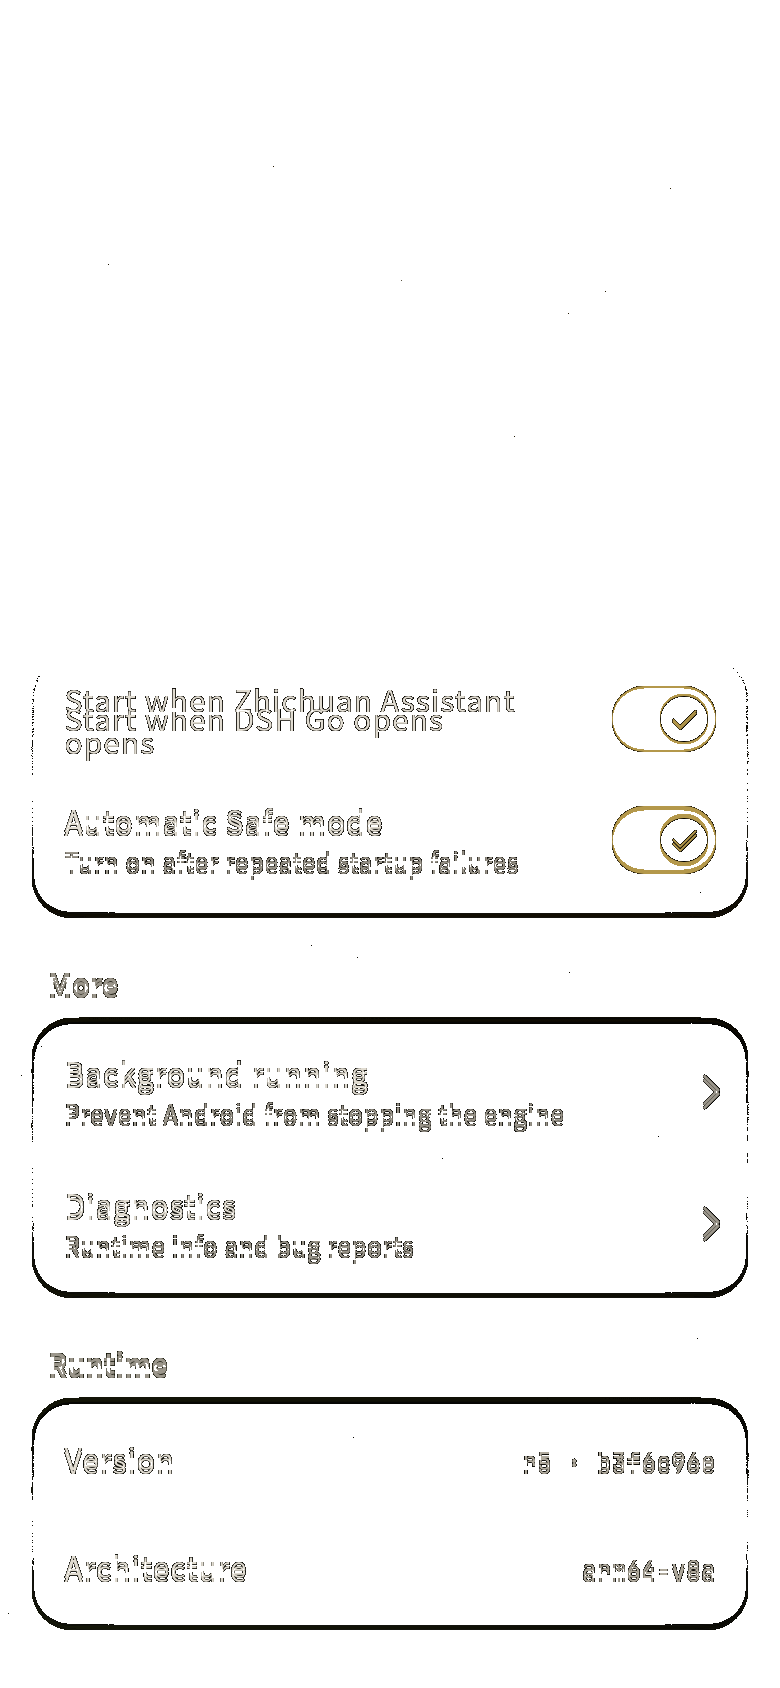 Start when Zhichuan Assistant
Start when DSH Go opens
opens
Automatic Safe mode
Turn on after repeated startup failures
More
Background running
Prevent Android from stopping the engine
Diagnostics
Runtime info and bug reports
Runtime
Version
Architecture
arm64-v8a